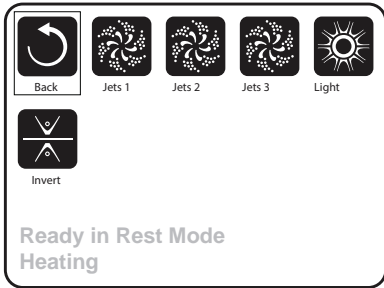 Back Jets 1 Jets 2 Jets 3 Light
Invert
Ready in Rest Mode
Heating